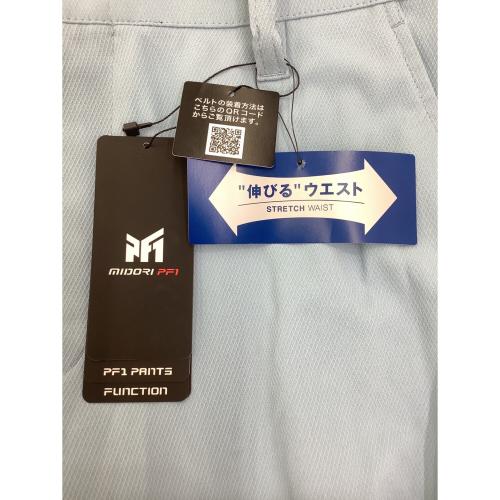 ベルトの装着方法は
こちらのQRコード
からご覧頂けます。
"伸びる"ウエスト
STRETCH WAIST
PF1
MIDORI PF1
PF1 PANTS
FUNCTION